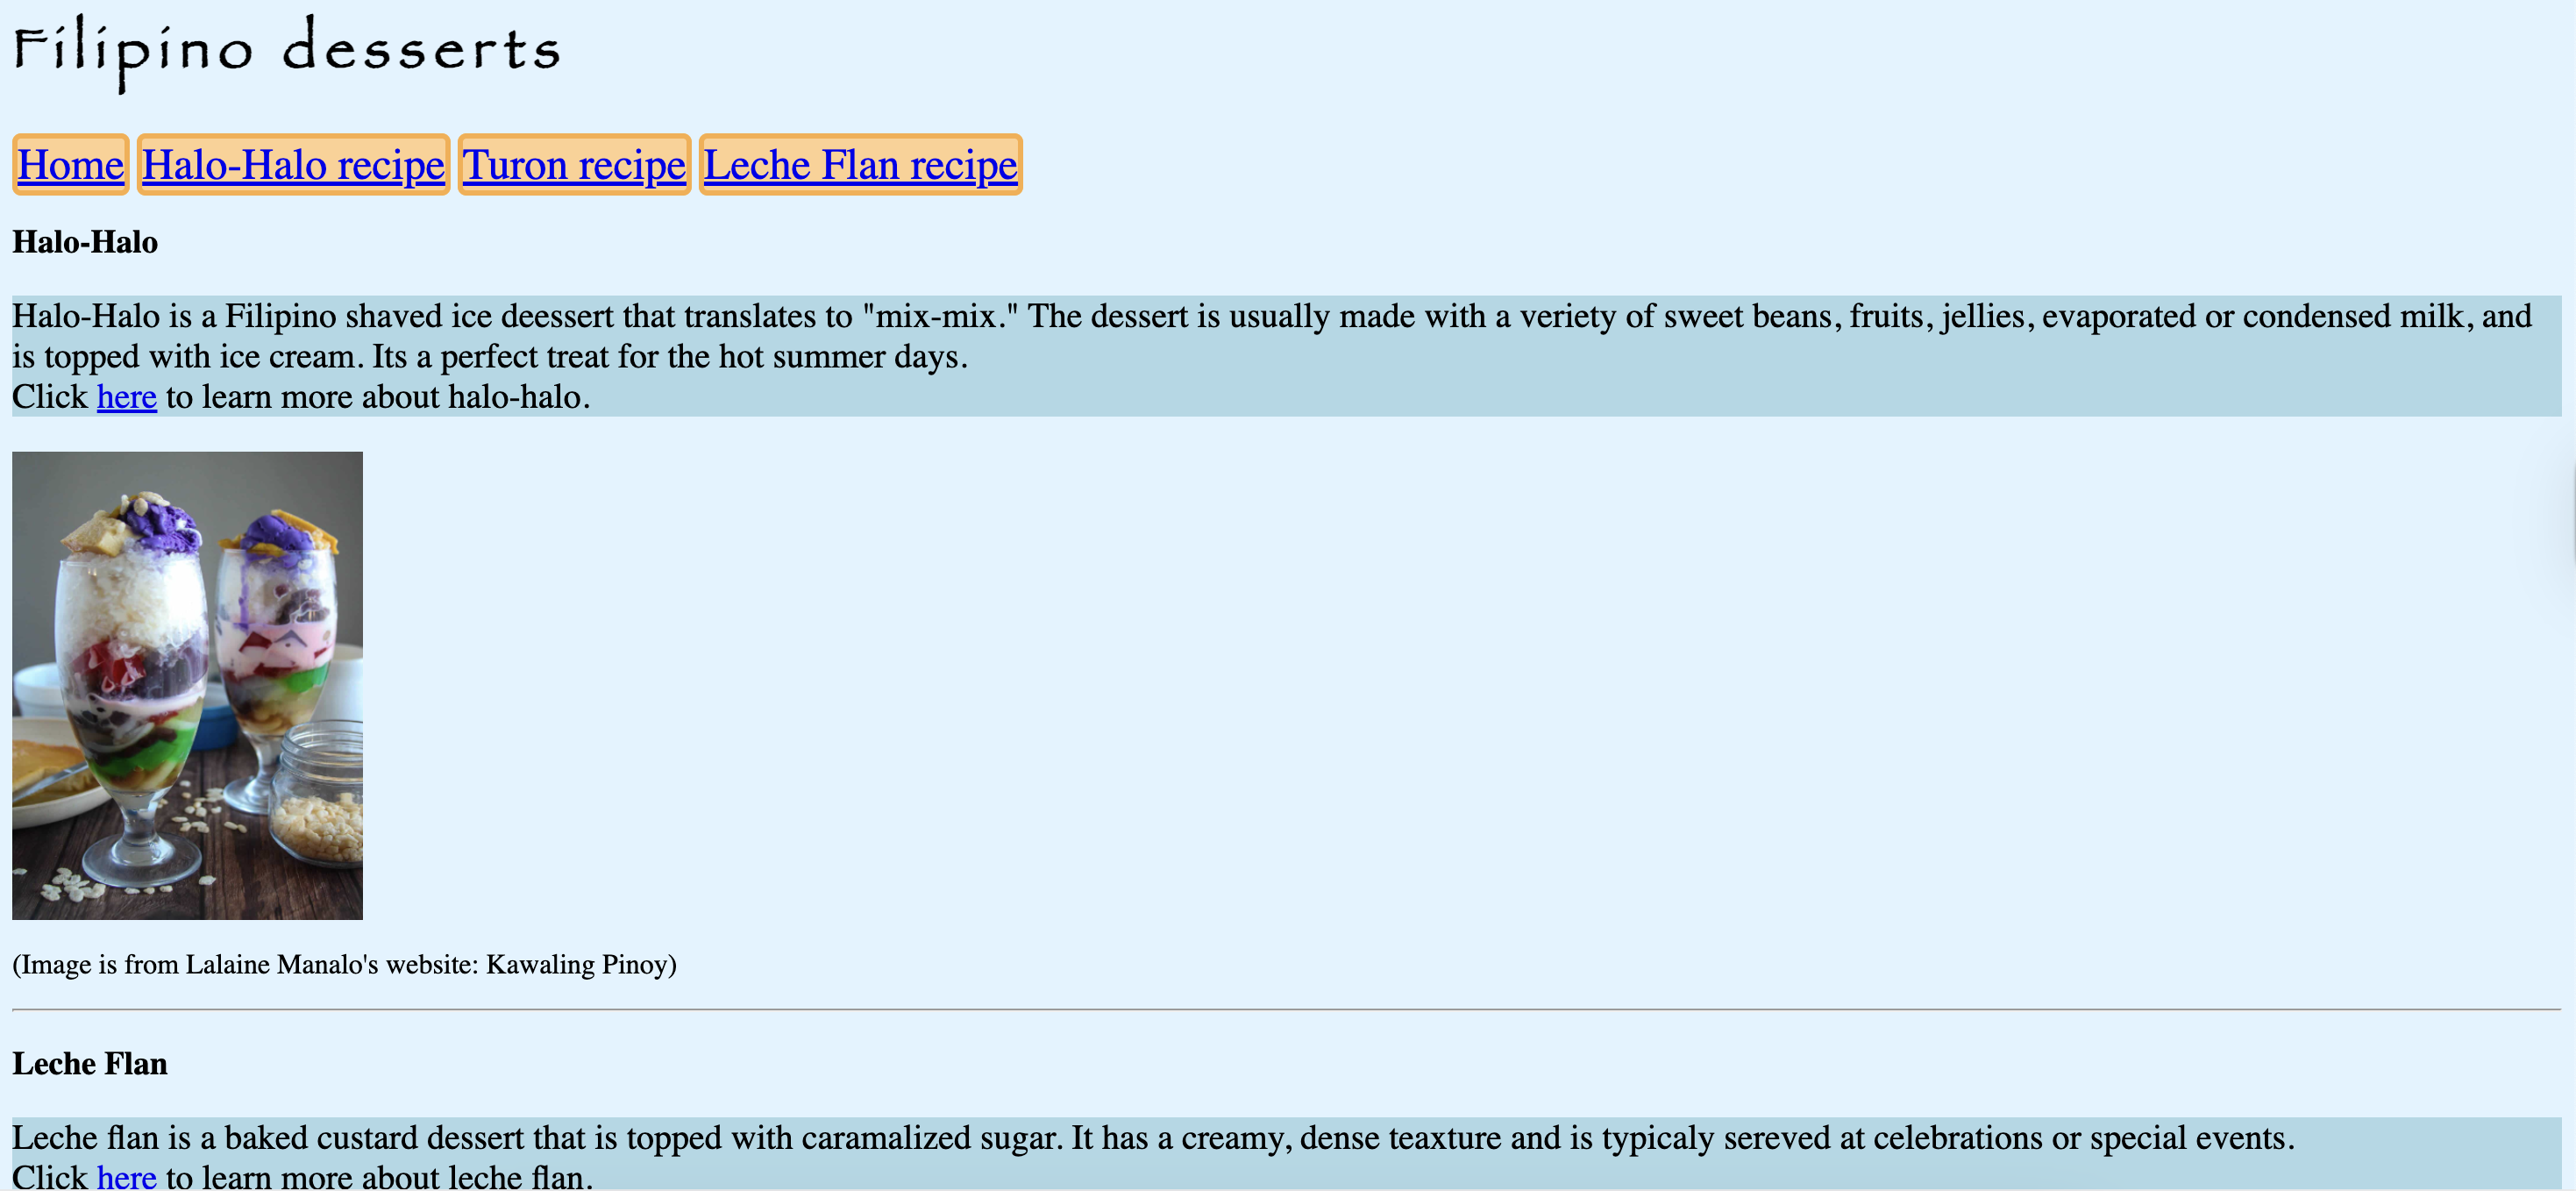 Filipino desserts
Home Halo-Halo recipe Turon recipe Leche Flan recipe
Halo-Halo
Halo-Halo is a Filipino shaved ice deessert that translates to "mix-mix." The dessert is usually made with a veriety of sweet beans, fruits, jellies, evaporated or condensed milk, and
is topped with ice cream. Its a perfect treat for the hot summer days.
Click here to learn more about halo-halo.
(Image is from Lalaine Manalo's website: Kawaling Pinoy)
Leche Flan
Leche flan is a baked custard dessert that is topped with caramalized sugar. It has a creamy, dense teaxture and is typicaly sereved at celebrations or special events.
Click here to learn more about leche flan.